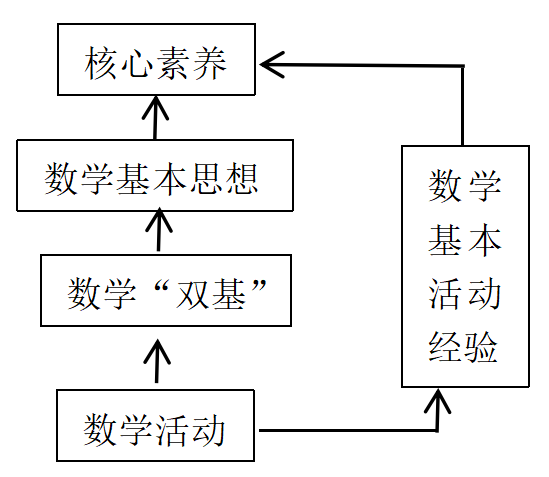 核心素养
数学基本思想
数学“双基”
数学活动
数学
基本
活动
经验